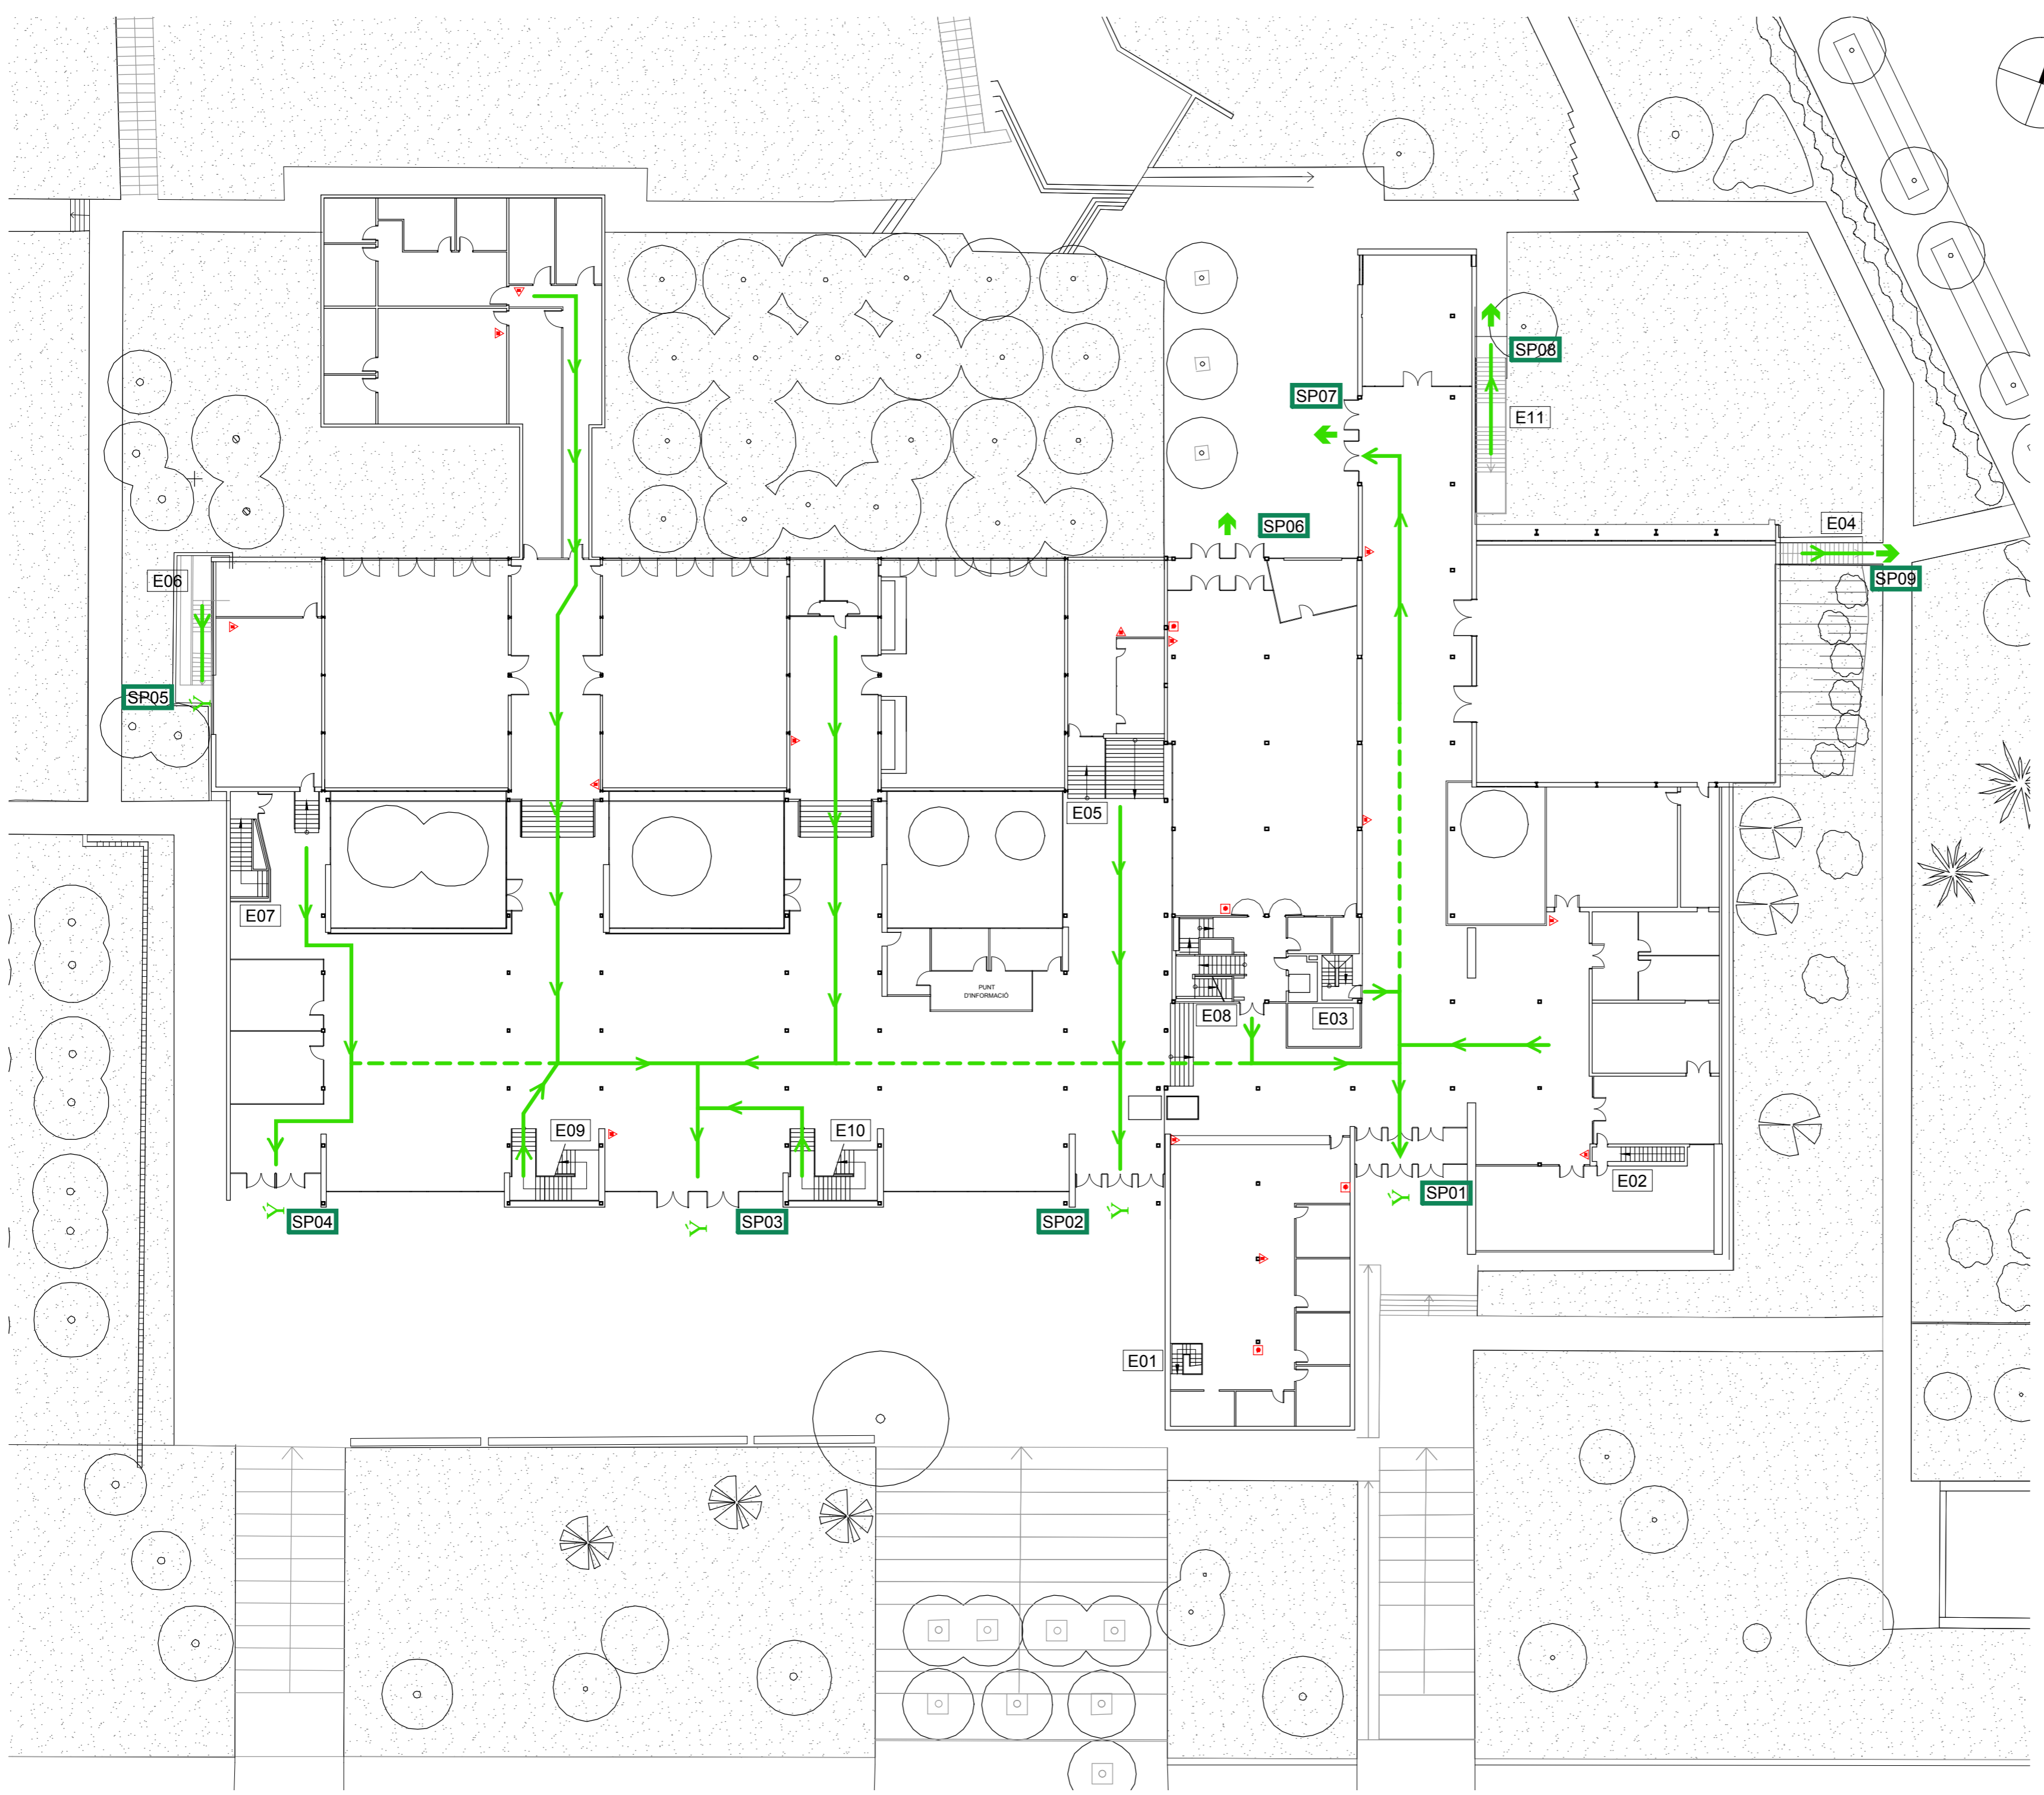 SP08
SP07
E11
SP06
E04
SP09
E06
SP05
E05
E07
PUNT
D'INFORMACIÓ
E08
E03
E09
E10
E02
SP04
SP03
SP02
SP01
Ý
Ý
Ý
Ý
Ý
E01